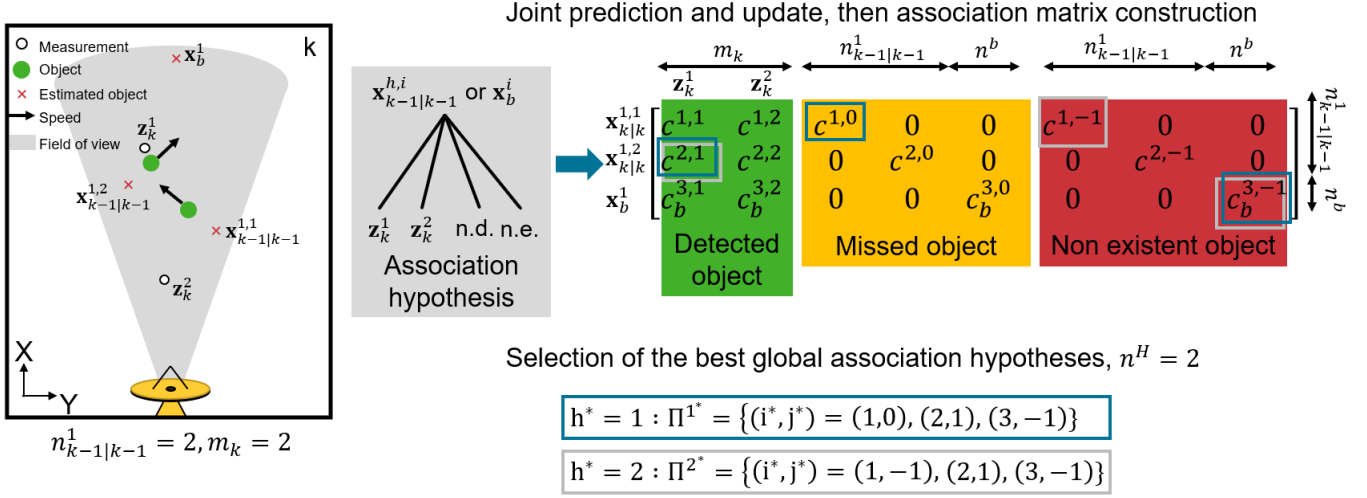 Joint prediction and update, then association matrix construction
k
Measurement
Object
Estimated object
Speed
Field of view
𝐱_b^1
𝐳_k^1
𝐱_{k−1|k−1}^{1,2}
𝐱_{k−1|k−1}^{1,1}
𝐳_k^2
X
Y
n_{k−1|k−1}^1 = 2, m_k = 2
𝐱_{k−1|k−1}^{h,i} or 𝐱_b^i
𝐳_k^1 𝐳_k^2 n.d. n.e.
Association
hypothesis
m_k n_{k−1|k−1}^1 n^b n_{k−1|k−1}^1 n^b
𝐳_k^1 𝐳_k^2
𝐱_{k|k}^{1,1} c^{1,1} c^{1,2} c^{1,0} 0 0 c^{1,−1} 0 0 n_{k−1|k−1}^1
𝐱_{k|k}^{1,2} c^{2,1} c^{2,2} 0 c^{2,0} 0 0 c^{2,−1} 0
𝐱_b^1 c_b^{3,1} c_b^{3,2} 0 0 c_b^{3,0} 0 0 c_b^{3,−1} n^b
Detected
object
Missed object
Non existent object
Selection of the best global association hypotheses, n^H = 2
h* = 1 : Π^{1*} = {(i*, j*) = (1,0), (2,1), (3, −1)}
h* = 2 : Π^{2*} = {(i*, j*) = (1, −1), (2,1), (3, −1)}